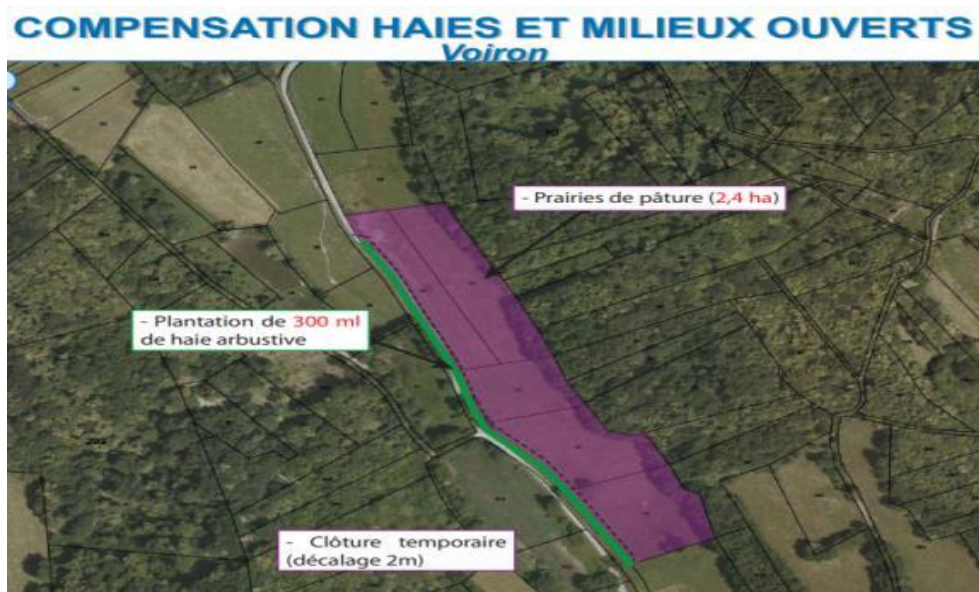 COMPENSATION HAIES ET MILIEUX OUVERTS
Voiron
- Prairies de pâture (2,4 ha)
- Plantation de 300 ml
de haie arbustive
- Clôture temporaire
(décalage 2m)